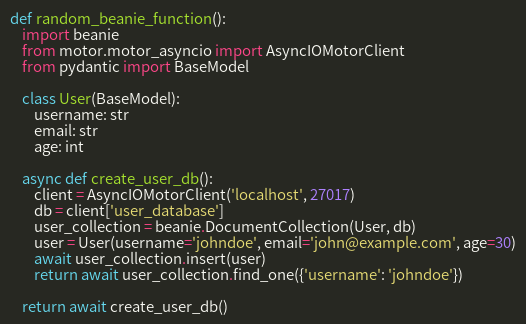 def random_beanie_function():
    import beanie
    from motor.motor_asyncio import AsyncIOMotorClient
    from pydantic import BaseModel

    class User(BaseModel):
        username: str
        email: str
        age: int

    async def create_user_db():
        client = AsyncIOMotorClient('localhost', 27017)
        db = client['user_database']
        user_collection = beanie.DocumentCollection(User, db)
        user = User(username='johndoe', email='john@example.com', age=30)
        await user_collection.insert(user)
        return await user_collection.find_one({'username': 'johndoe'})

    return await create_user_db()